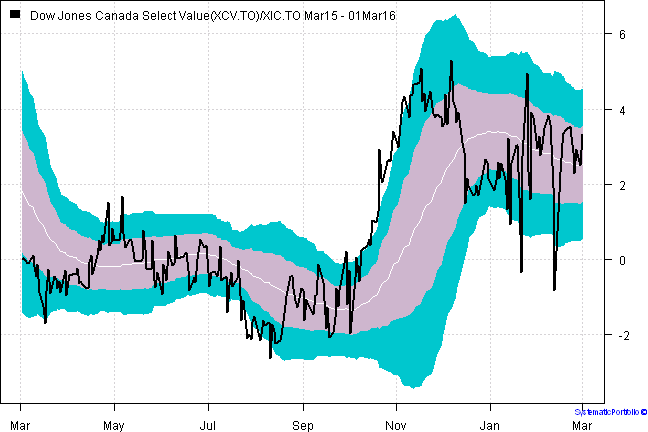 Dow Jones Canada Select Value(XCV.TO)/XIC.TO Mar15 - 01Mar16
6
4
2
0
-2
Mar May Jul Sep Nov Jan Mar
SystematicPortfolio ©